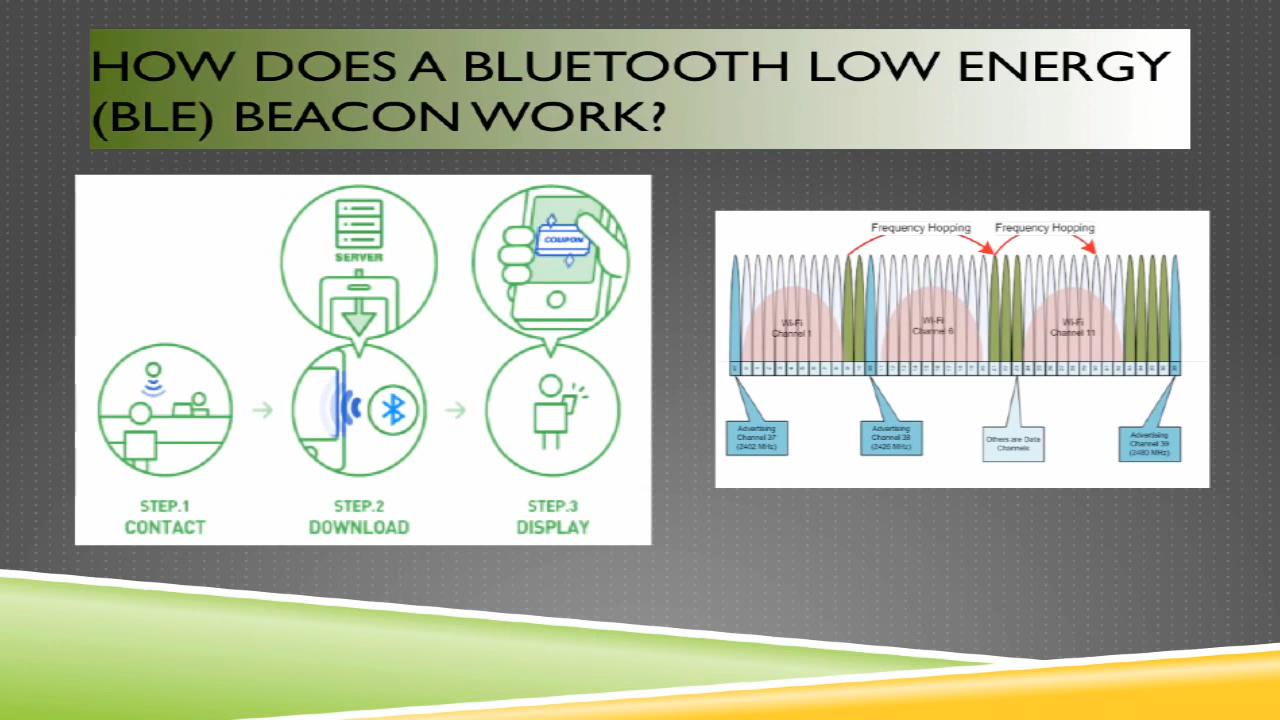 HOW DOES A BLUETOOTH LOW ENERGY
(BLE) BEACON WORK?
SERVER
COUPON
STEP.1
CONTACT
STEP.2
DOWNLOAD
STEP.3
DISPLAY
Frequency Hopping
Frequency Hopping
Wi-Fi
Channel 1
Wi-Fi
Channel 6
Wi-Fi
Channel 11
Advertising
Channel 37
(2402 MHz)
Advertising
Channel 38
(2426 MHz)
Others are Data
Channels
Advertising
Channel 39
(2480 MHz)